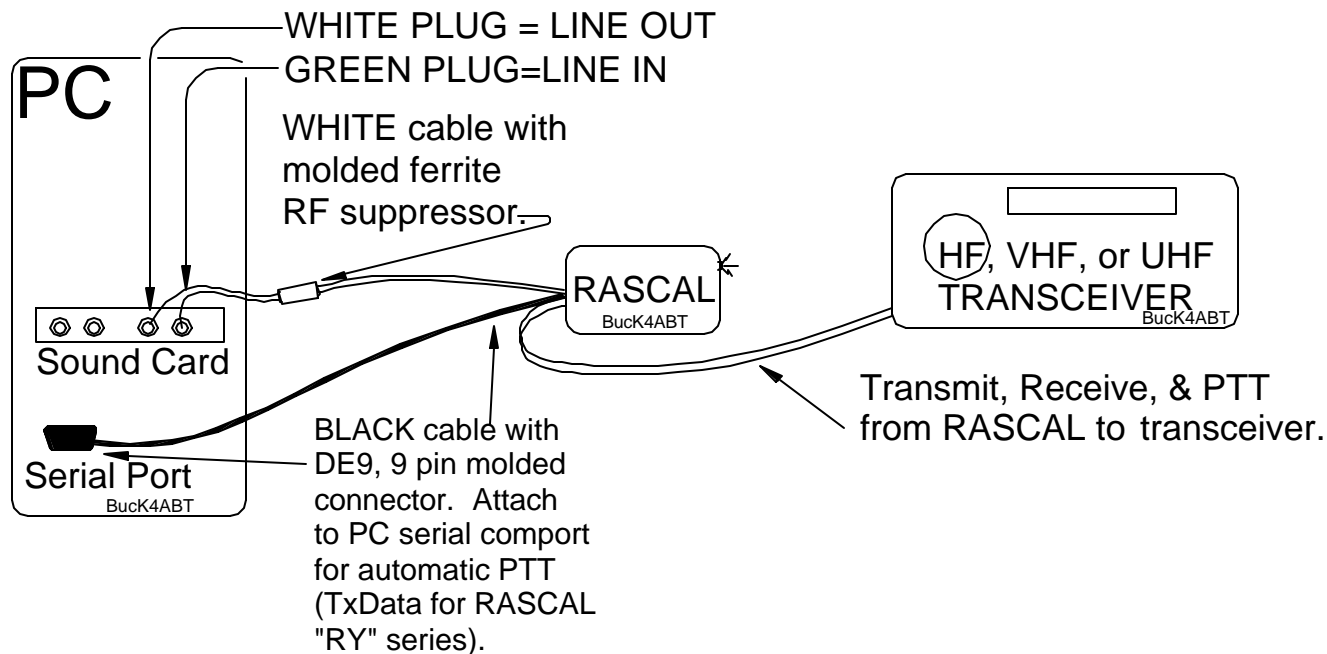 WHITE PLUG = LINE OUT
GREEN PLUG=LINE IN
PC
WHITE cable with
molded ferrite
RF suppressor.
Sound Card
Serial Port
BucK4ABT
RASCAL
BucK4ABT
HF, VHF, or UHF
TRANSCEIVER
BucK4ABT
Transmit, Receive, & PTT
from RASCAL to transceiver.
BLACK cable with
DE9, 9 pin molded
connector. Attach
to PC serial comport
for automatic PTT
(TxData for RASCAL
"RY" series).